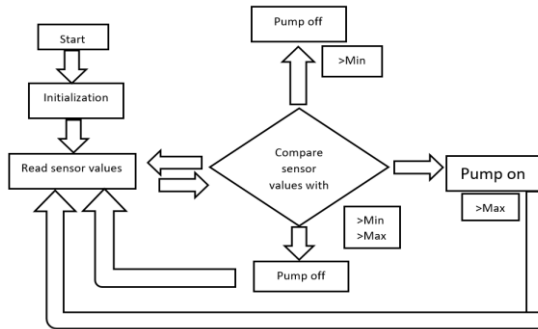 Start
Pump off
>Min
Initialization
Read sensor values
Compare
sensor
values with
Pump on
>Max
>Min
>Max
Pump off